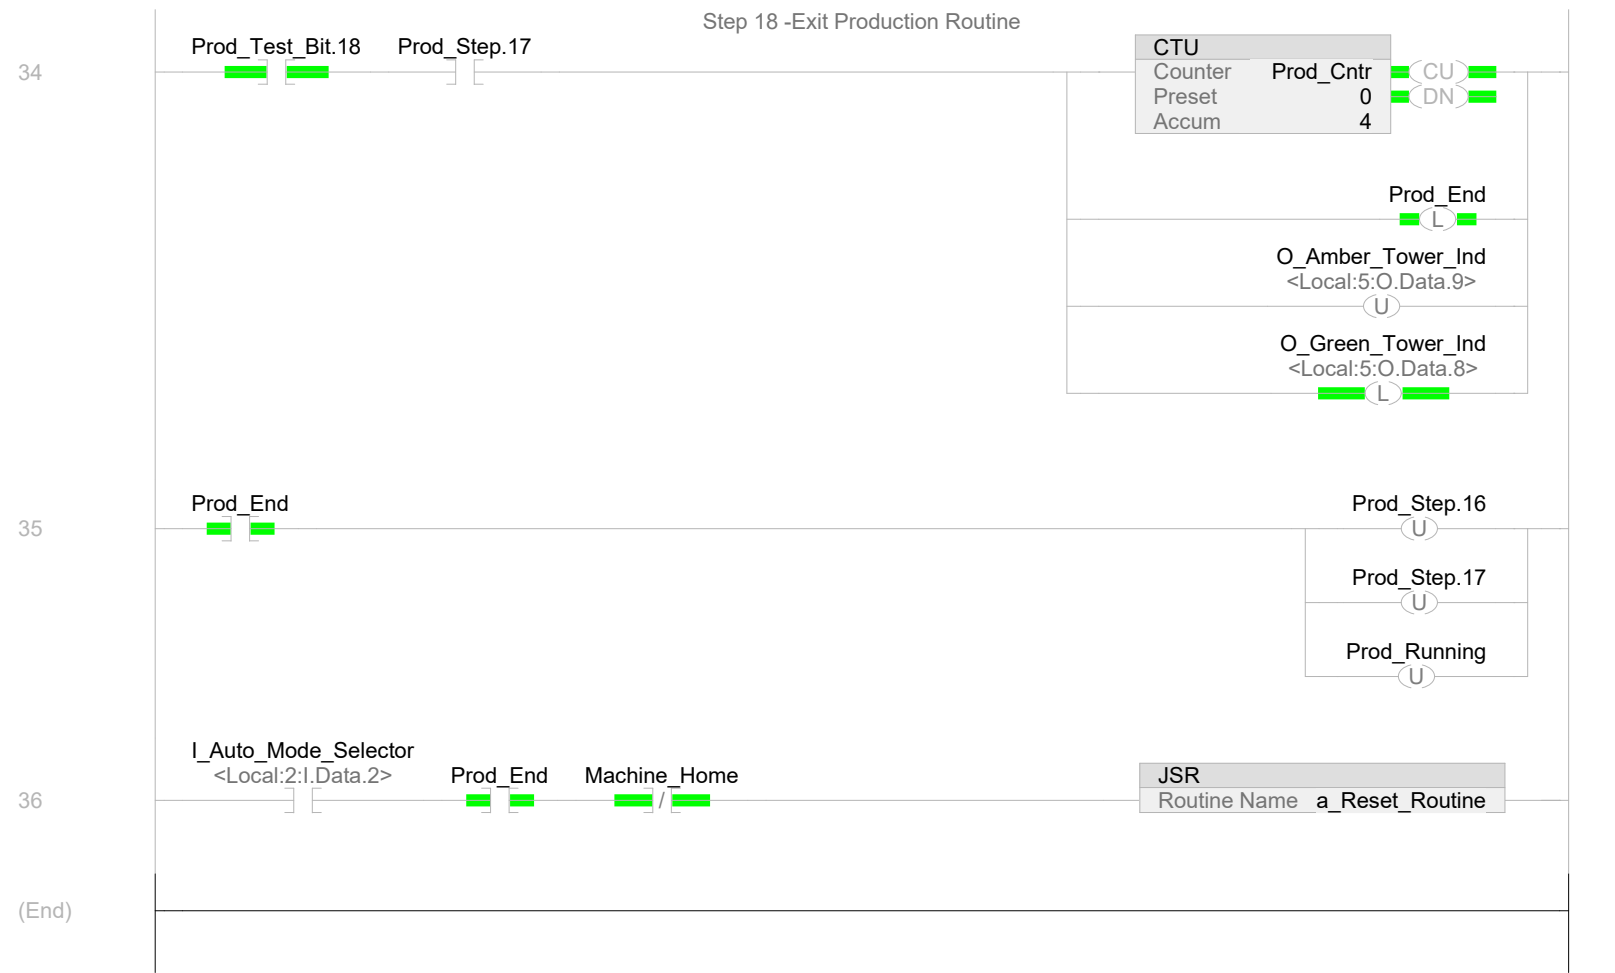 Step 18 -Exit Production Routine
Prod_Test_Bit.18 Prod_Step.17
34
CTU
Counter Prod_Cntr
Preset 0
Accum 4
CU
DN
Prod_End
L
O_Amber_Tower_Ind
<Local:5:O.Data.9>
U
O_Green_Tower_Ind
<Local:5:O.Data.8>
L
Prod_End
35
Prod_Step.16
U
Prod_Step.17
U
Prod_Running
U
I_Auto_Mode_Selector
<Local:2:I.Data.2>
Prod_End
Machine_Home
/
36
JSR
Routine Name a_Reset_Routine
(End)